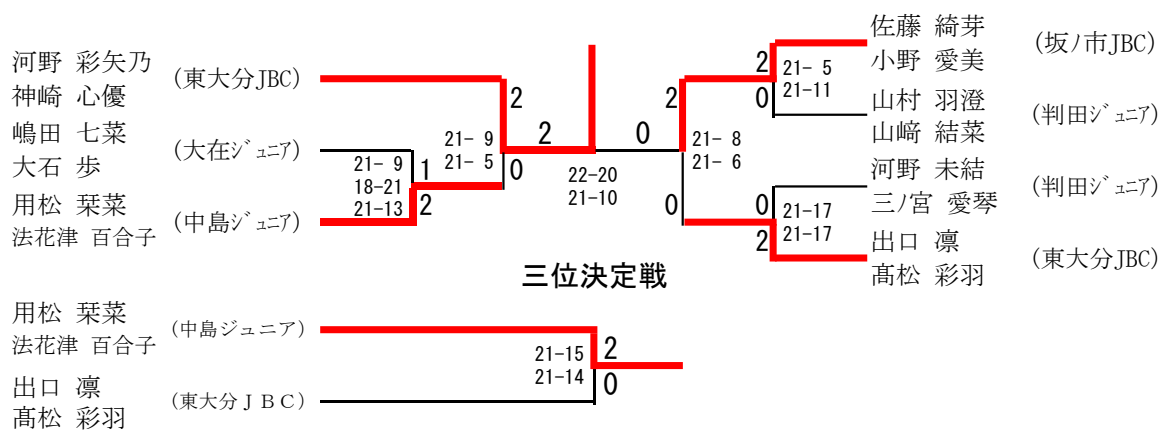 河野 彩矢乃
神崎 心優
(東大分JBC)
嶋田 七菜
大石 歩
(大在ｼﾞｭﾆｱ)
用松 栞菜
法花津 百合子
(中島ｼﾞｭﾆｱ)
21- 9
18-21
21-13
1
2
21- 9
21- 5
2
0
2
0
22-20
21-10
2
0
21- 8
21- 6
2
0
21- 5
21-11
0
2
21-17
21-17
佐藤 綺芽
小野 愛美
(坂ﾉ市JBC)
山村 羽澄
山﨑 結菜
(判田ｼﾞｭﾆｱ)
河野 未結
三ﾉ宮 愛琴
(判田ｼﾞｭﾆｱ)
出口 凛
髙松 彩羽
(東大分JBC)
三位決定戦
用松 栞菜
法花津 百合子
(中島ジュニア)
出口 凛
髙松 彩羽
(東大分ＪＢＣ)
21-15
21-14
2
0